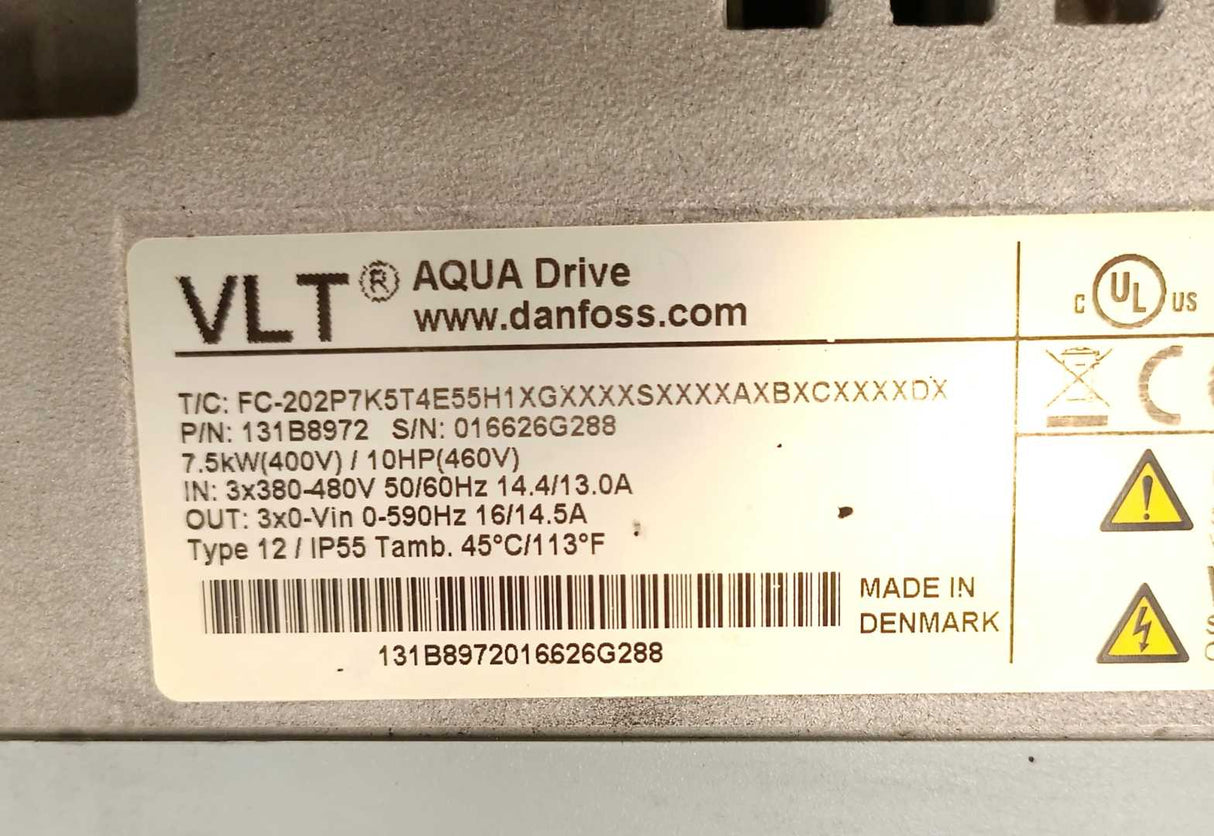 VLT® AQUA Drive
www.danfoss.com
T/C: FC-202P7K5T4E55H1XGXXXXSXXXXAXBXCXXXXDX
P/N: 131B8972 S/N: 016626G288
7.5kW(400V) / 10HP(460V)
IN: 3x380-480V 50/60Hz 14.4/13.0A
OUT: 3x0-Vin 0-590Hz 16/14.5A
Type 12 / IP55 Tamb. 45°C/113°F
131B8972016626G288
MADE IN
DENMARK
C UL US
CE